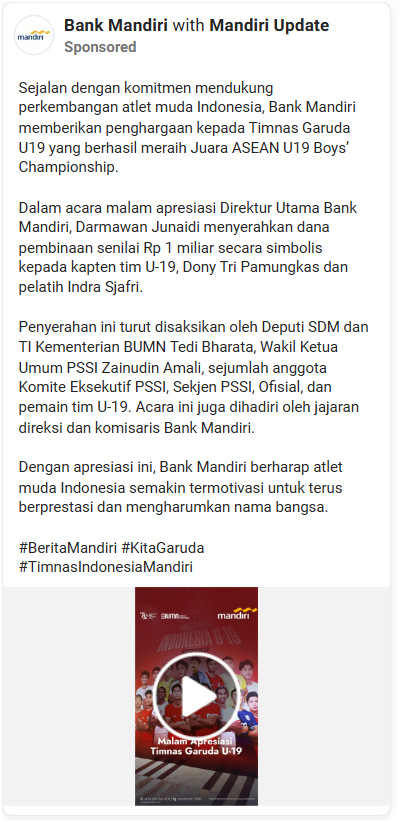 mandiri
Bank Mandiri with Mandiri Update
Sponsored
Sejalan dengan komitmen mendukung
perkembangan atlet muda Indonesia, Bank Mandiri
memberikan penghargaan kepada Timnas Garuda
U19 yang berhasil meraih Juara ASEAN U19 Boys'
Championship.
Dalam acara malam apresiasi Direktur Utama Bank
Mandiri, Darmawan Junaidi menyerahkan dana
pembinaan senilai Rp 1 miliar secara simbolis
kepada kapten tim U-19, Dony Tri Pamungkas dan
pelatih Indra Sjafri.
Penyerahan ini turut disaksikan oleh Deputi SDM dan
TI Kementerian BUMN Tedi Bharata, Wakil Ketua
Umum PSSI Zainudin Amali, sejumlah anggota
Komite Eksekutif PSSI, Sekjen PSSI, Ofisial, dan
pemain tim U-19. Acara ini juga dihadiri oleh jajaran
direksi dan komisaris Bank Mandiri.
Dengan apresiasi ini, Bank Mandiri berharap atlet
muda Indonesia semakin termotivasi untuk terus
berprestasi dan mengharumkan nama bangsa.
#BeritaMandiri #KitaGaruda
#TimnasIndonesiaMandiri
BUMN mandiri
INDONESIA U-19
Malam Apresiasi
Timnas Garuda U-19